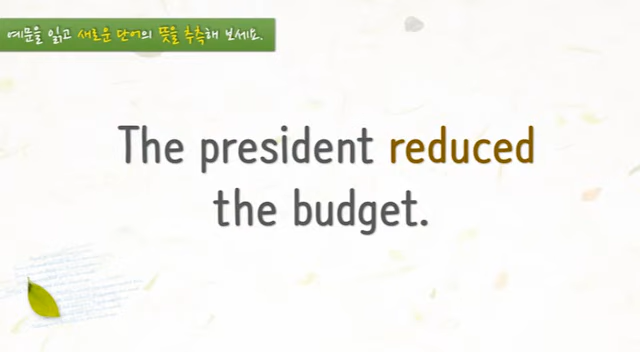 예문을 읽고 새로운 단어의 뜻을 추측해 보세요.
The president reduced
the budget.